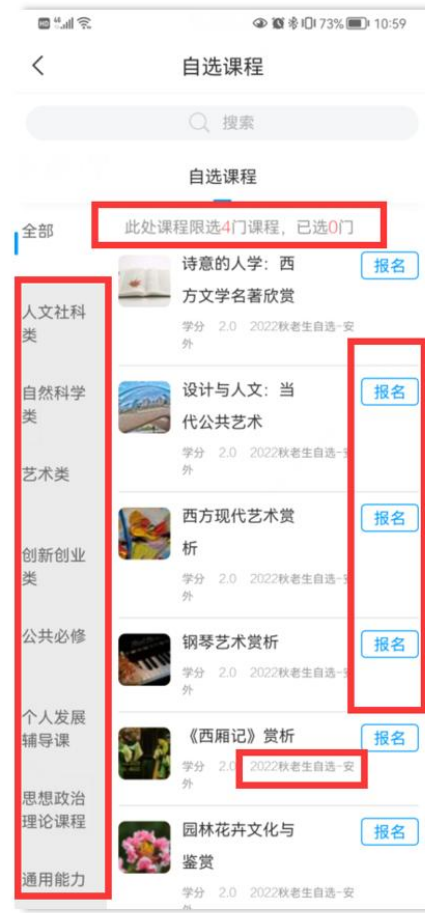 HD 46 73% 10:59
自选课程
搜索
自选课程
全部
此处课程限选4门课程，已选0门
诗意的人学：西
方文学名著欣赏
报名
学分 2.0 2022秋老生自选-安
外
人文社科
类
设计与人文：当
代公共艺术
报名
学分 2.0 2022秋老生自选-安
外
自然科学
类
艺术类
西方现代艺术赏
析
报名
学分 2.0 2022秋老生自选-安
外
创新创业
类
公共必修
钢琴艺术赏析
报名
学分 2.0 2022秋老生自选-安
外
个人发展
辅导课
《西厢记》赏析
报名
学分 2.0 2022秋老生自选-安
外
思想政治
理论课程
园林花卉文化与
鉴赏
报名
学分 2.0 2022秋老生自选-安
通用能力